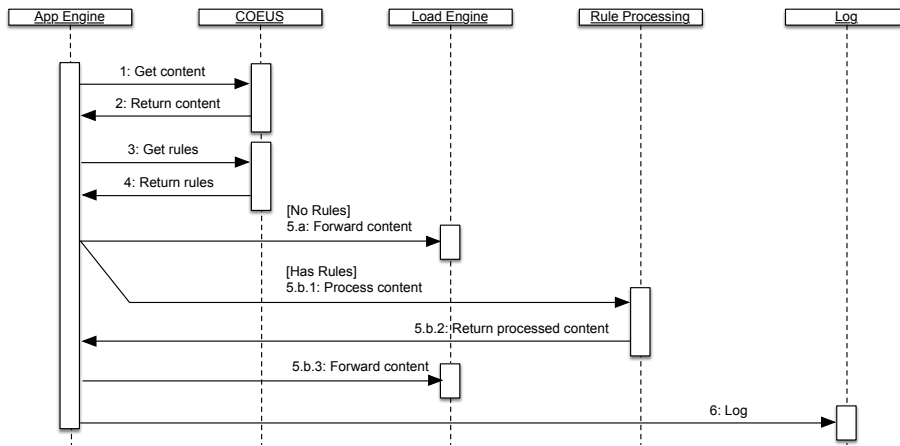 App Engine
COEUS
Load Engine
Rule Processing
Log
1: Get content
2: Return content
3: Get rules
4: Return rules
[No Rules]
5.a: Forward content
[Has Rules]
5.b.1: Process content
5.b.2: Return processed content
5.b.3: Forward content
6: Log